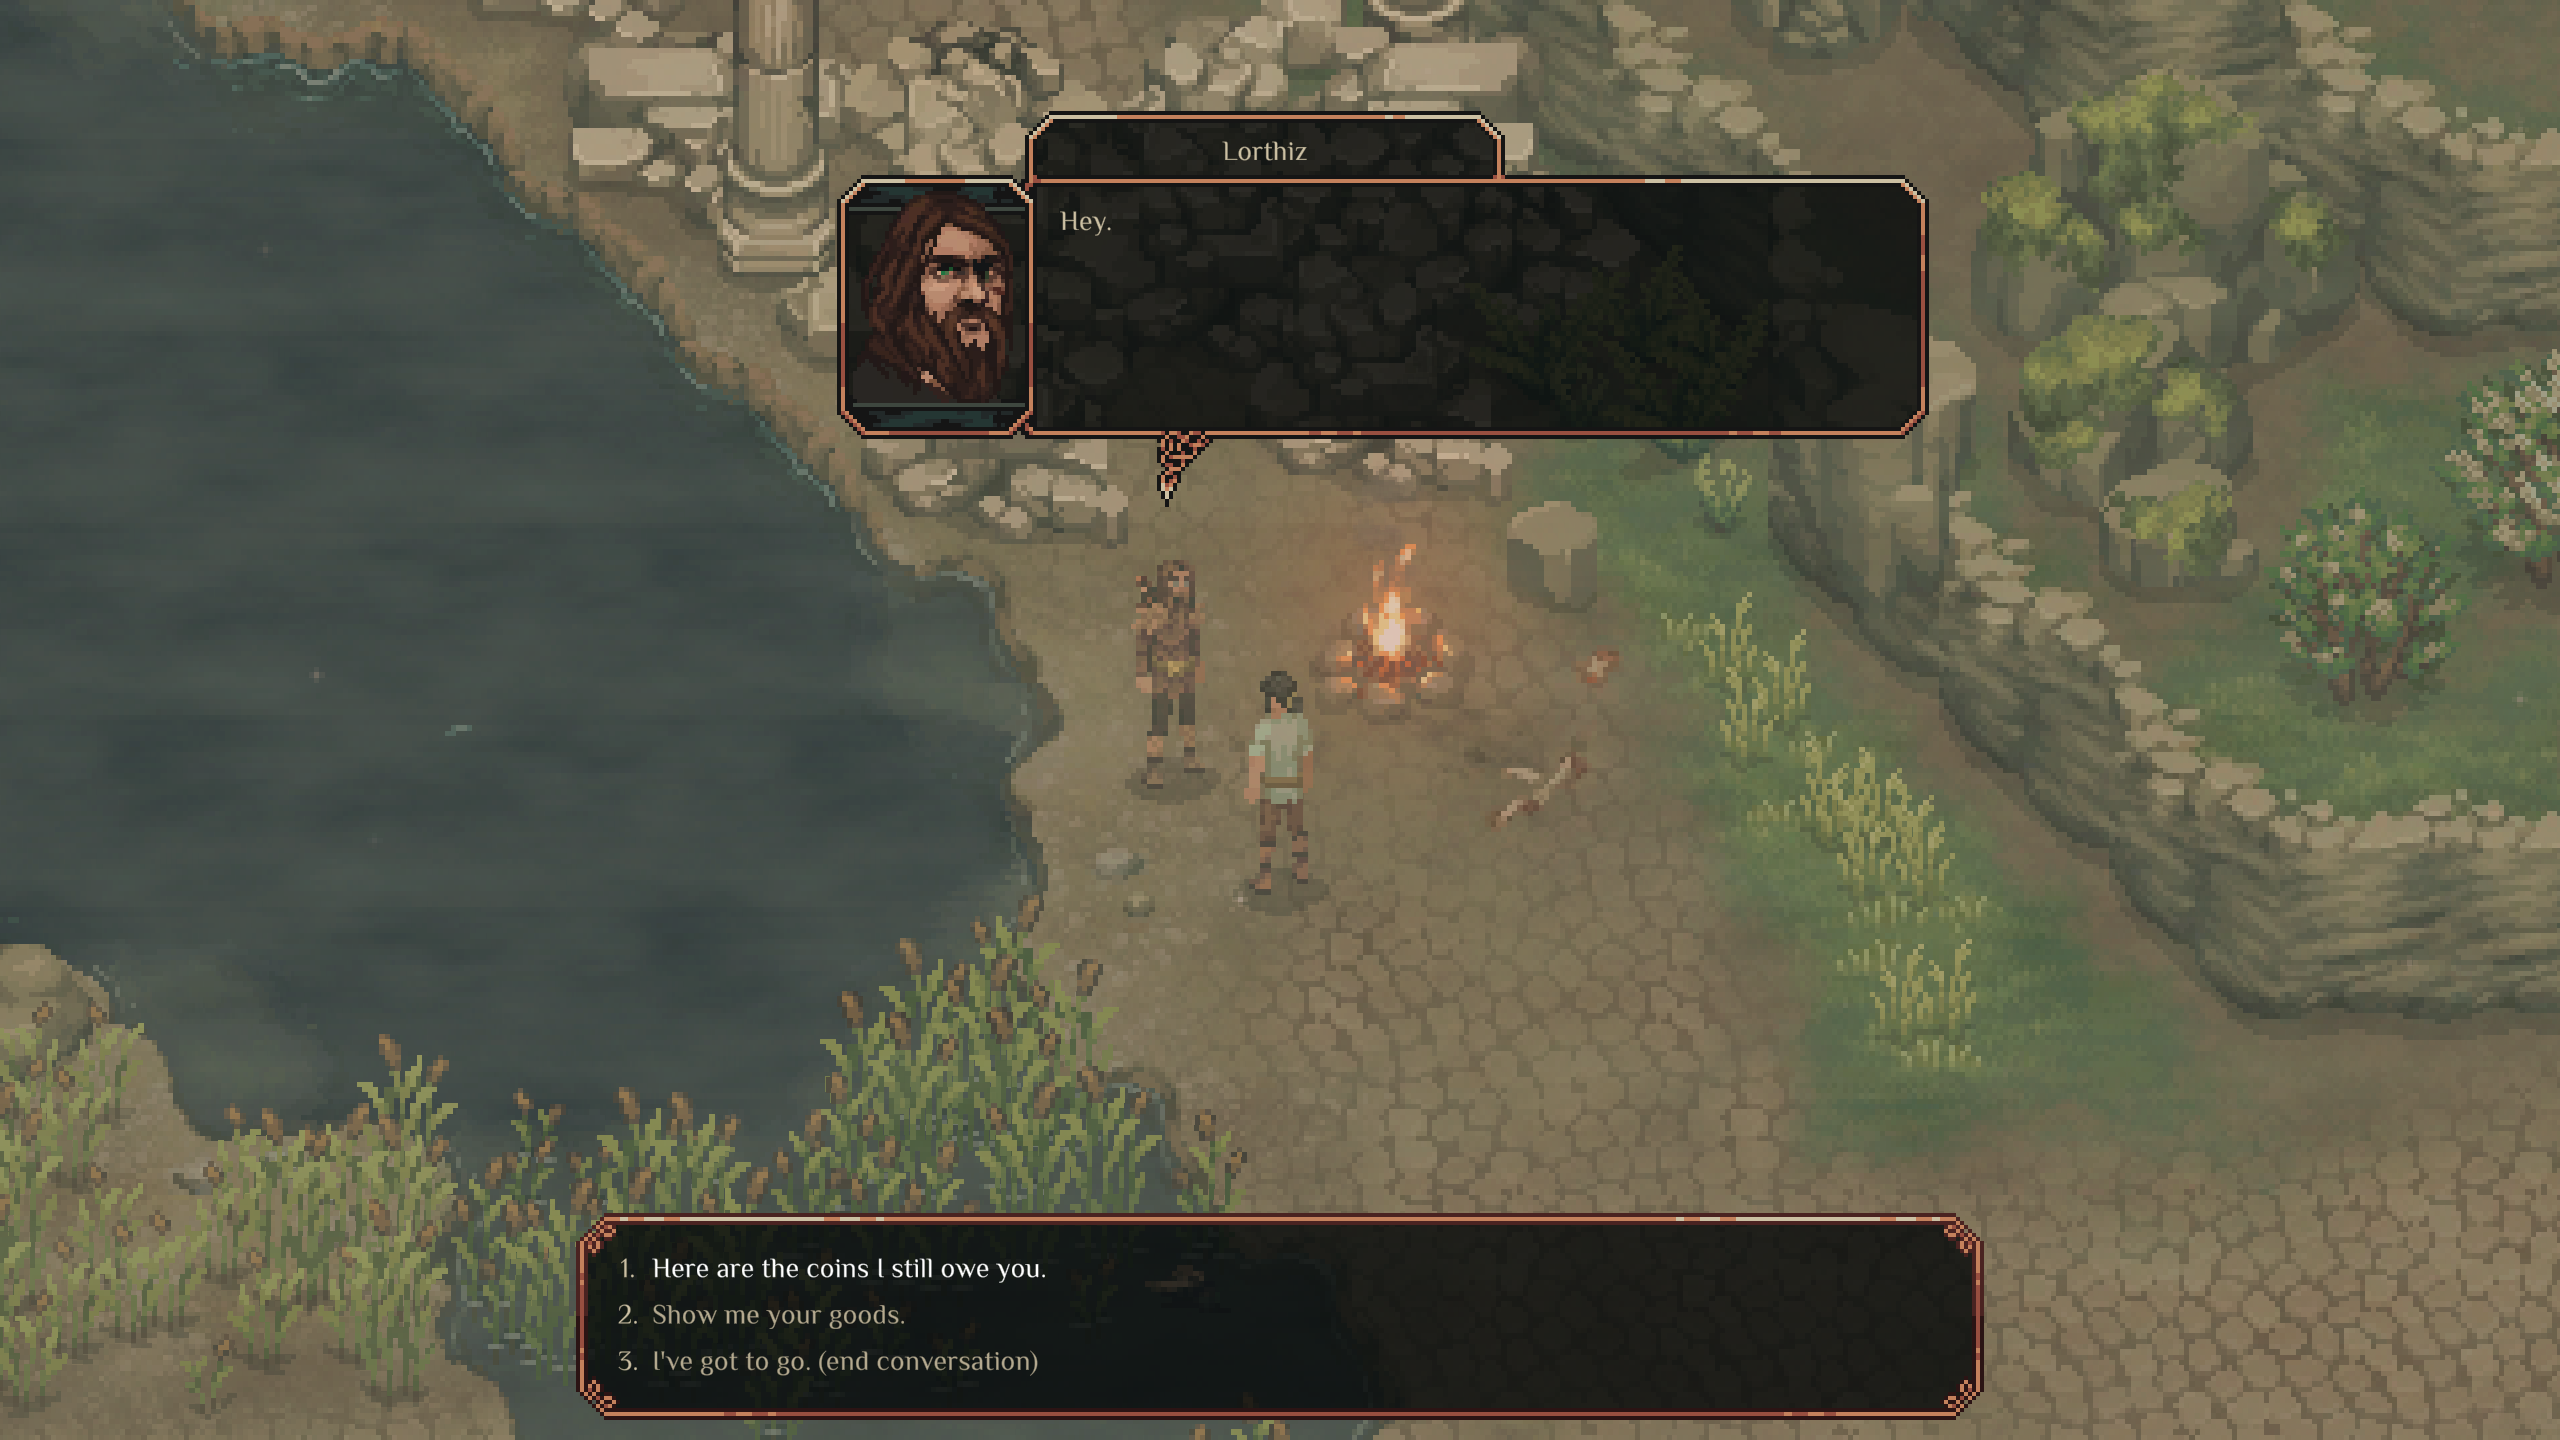 Lorthiz
Hey.
1. Here are the coins I still owe you.
2. Show me your goods.
3. I've got to go. (end conversation)